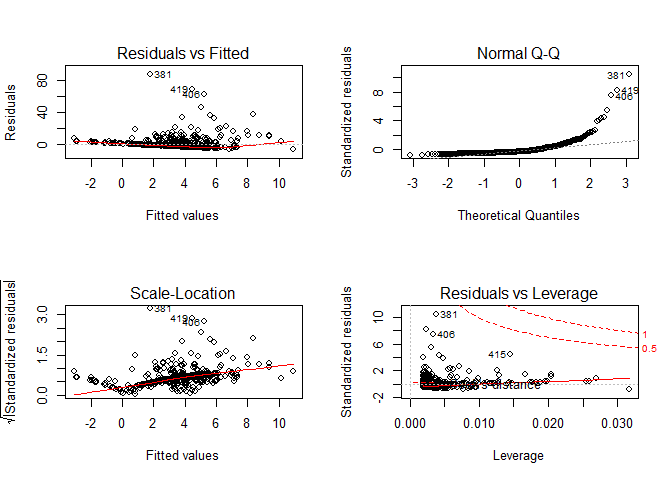 Residuals vs Fitted
Residuals
80
40
0
381
419
406
-2 0 2 4 6 8 10
Fitted values
Normal Q-Q
Standardized residuals
8
4
0
381
419
406
-3 -2 -1 0 1 2 3
Theoretical Quantiles
Scale-Location
√|Standardized residuals|
3.0
1.5
0.0
381
419
406
-2 0 2 4 6 8 10
Fitted values
Residuals vs Leverage
Standardized residuals
10
6
2
-2
381
406
415
1
0.5
distance
0.000 0.010 0.020 0.030
Leverage